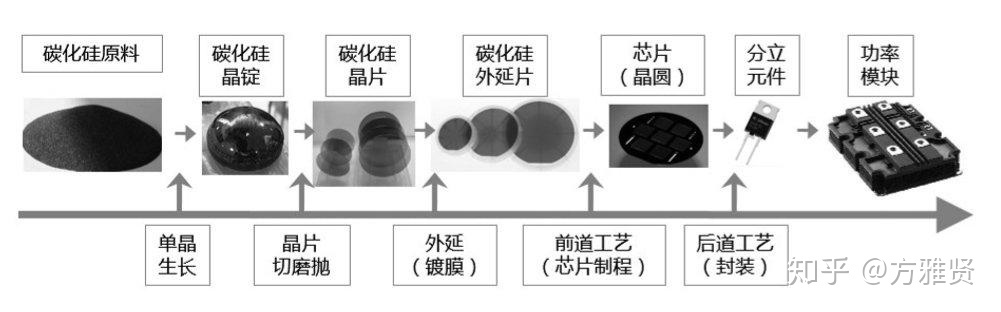 碳化硅原料
碳化硅
晶锭
碳化硅
晶片
碳化硅
外延片
芯片
（晶圆）
分立
元件
功率
模块
单晶
生长
晶片
切磨抛
外延
（镀膜）
前道工艺
（芯片制程）
后道工艺
（封装）
知乎 @方雅贤